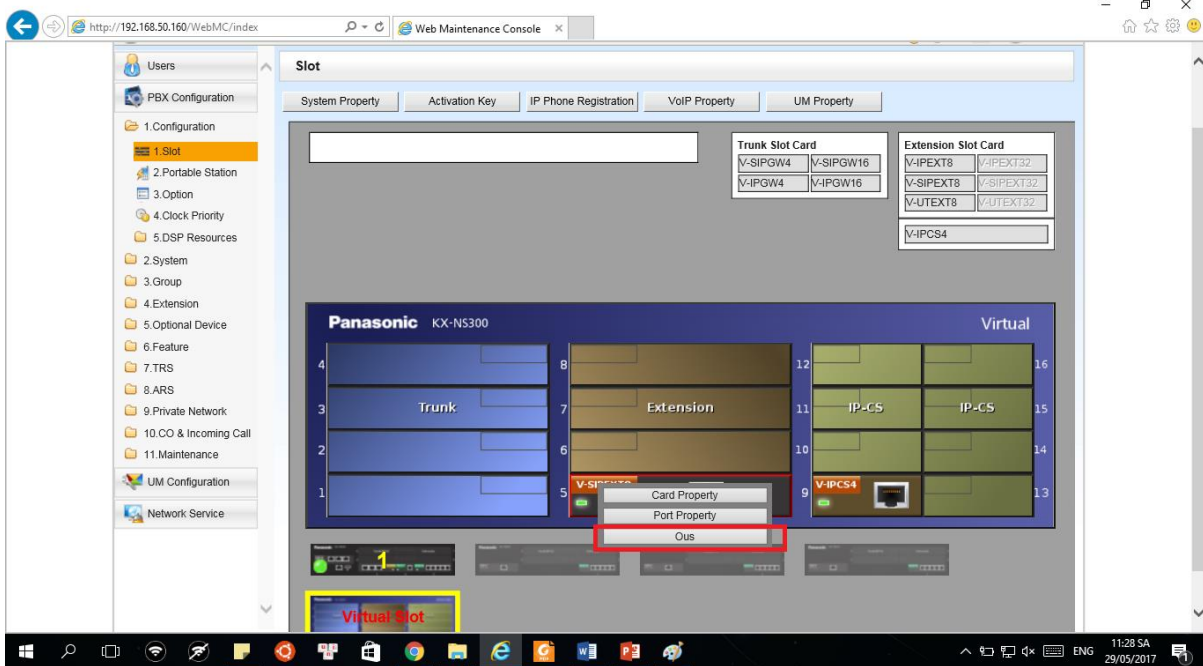 http://192.168.50.160/WebMC/index
Web Maintenance Console
Users
PBX Configuration
1.Configuration
1.Slot
2.Portable Station
3.Option
4.Clock Priority
5.DSP Resources
2.System
3.Group
4.Extension
5.Optional Device
6.Feature
7.TRS
8.ARS
9.Private Network
10.CO & Incoming Call
11.Maintenance
UM Configuration
Network Service
Slot
System Property Activation Key IP Phone Registration VoIP Property UM Property
Trunk Slot Card
V-SIPGW4 V-SIPGW16
V-IPGW4 V-IPGW16
Extension Slot Card
V-IPEXT8 V-IPEXT32
V-SIPEXT8 V-SIPEXT32
V-UTEXT8 V-UTEXT32
V-IPCS4
Panasonic KX-NS300 Virtual
4 8 12 16
3 Trunk 7 Extension 11 IP-CS IP-CS 15
2 6 10 14
1 5 9 V-IPCS4 13
Card Property
Port Property
Ous
1
Virtual Slot
ENG
11:28 SA
29/05/2017